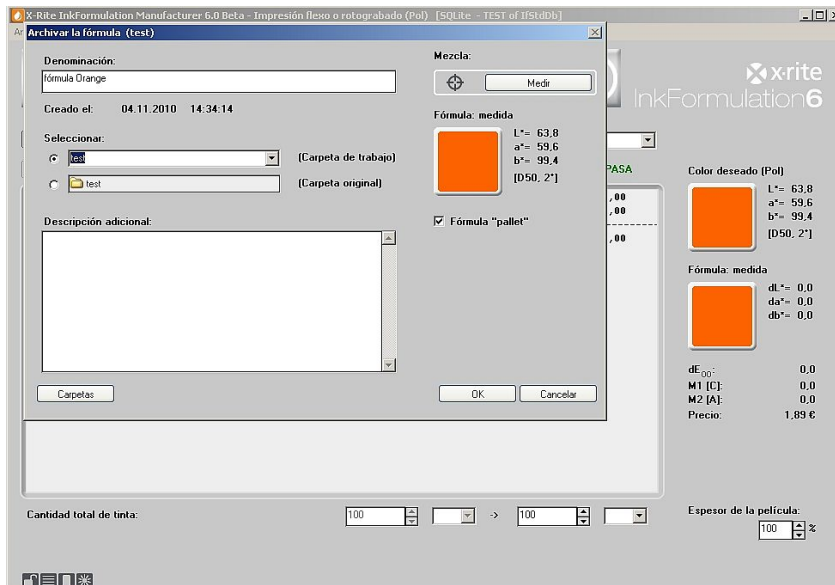 X-Rite InkFormulation Manufacturer 6.0 Beta - Impresión flexo o rotograbado (Pol) [SQLite - TEST of IfStdDb]
Archivar la fórmula (test)
Denominación:
fórmula Orange
Creado el: 04.11.2010 14:34:14
Seleccionar:
test
(Carpeta de trabajo)
test
(Carpeta original)
Descripción adicional:
Carpetas
Mezcla:
Medir
Fórmula: medida
L*= 63,8
a*= 59,6
b*= 99,4
[D50, 2°]
Fórmula "pallet"
OK
Cancelar
x·rite
InkFormulation6
PASA
,00
,00
,00
Color deseado (Pol)
L*= 63,8
a*= 59,6
b*= 99,4
[D50, 2°]
Fórmula: medida
dL*= 0,0
da*= 0,0
db*= 0,0
dE00: 0,0
M1 [C]: 0,0
M2 [A]: 0,0
Precio: 1,89 €
Cantidad total de tinta:
100
->
100
Espesor de la película:
100 %